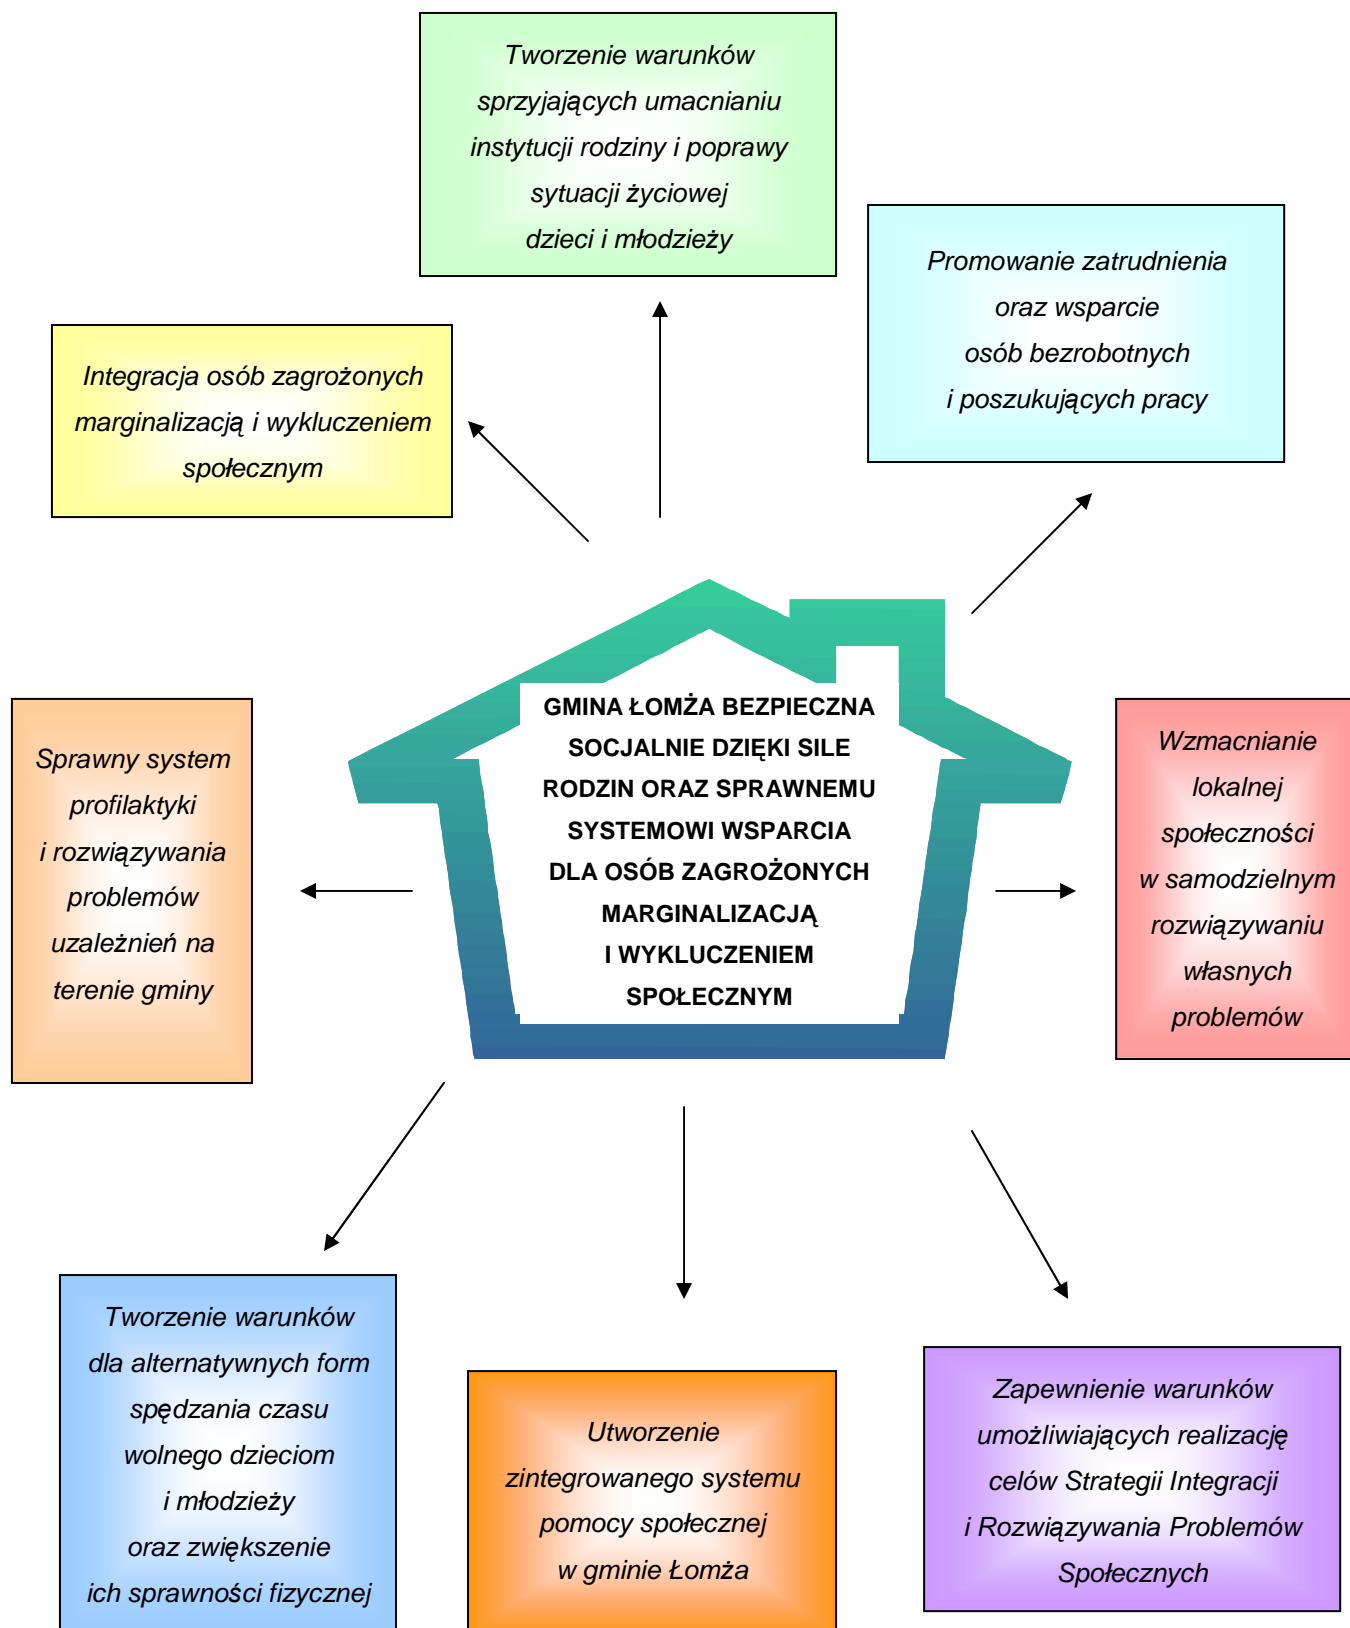 Tworzenie warunków
sprzyjających umacnianiu
instytucji rodziny i poprawy
sytuacji życiowej
dzieci i młodzieży
Promowanie zatrudnienia
oraz wsparcie
osób bezrobotnych
i poszukujących pracy
Integracja osób zagrożonych
marginalizacją i wykluczeniem
społecznym
GMINA ŁOMŻA BEZPIECZNA
SOCJALNIE DZIĘKI SILE
RODZIN ORAZ SPRAWNEMU
SYSTEMOWI WSPARCIA
DLA OSÓB ZAGROŻONYCH
MARGINALIZACJĄ
I WYKLUCZENIEM
SPOŁECZNYM
Sprawny system
profilaktyki
i rozwiązywania
problemów
uzależnień na
terenie gminy
Wzmacnianie
lokalnej
społeczności
w samodzielnym
rozwiązywaniu
własnych
problemów
Tworzenie warunków
dla alternatywnych form
spędzania czasu
wolnego dzieciom
i młodzieży
oraz zwiększenie
ich sprawności fizycznej
Utworzenie
zintegrowanego systemu
pomocy społecznej
w gminie Łomża
Zapewnienie warunków
umożliwiających realizację
celów Strategii Integracji
i Rozwiązywania Problemów
Społecznych